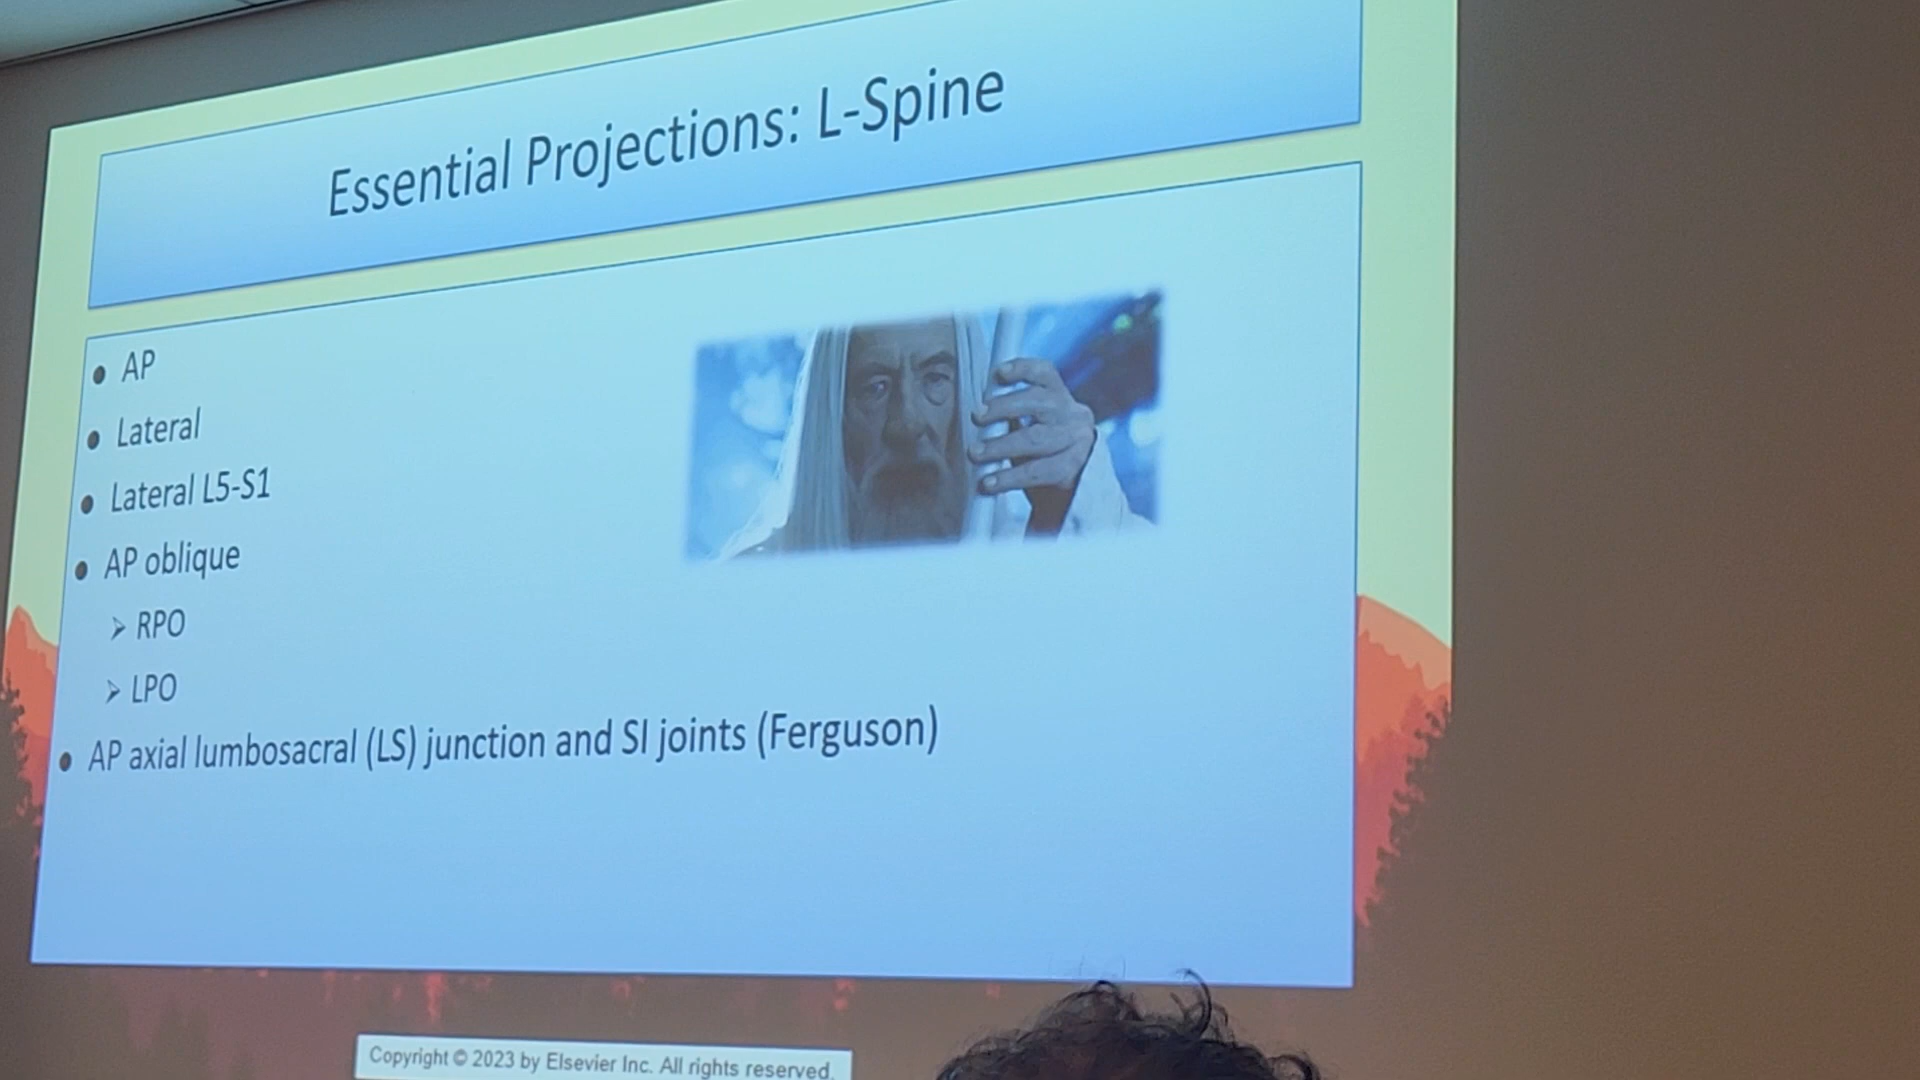 Essential Projections: L-Spine
• AP
• Lateral
• Lateral L5-S1
• AP oblique
➢ RPO
➢ LPO
• AP axial lumbosacral (LS) junction and SI joints (Ferguson)
Copyright © 2023 by Elsevier Inc. All rights reserved.